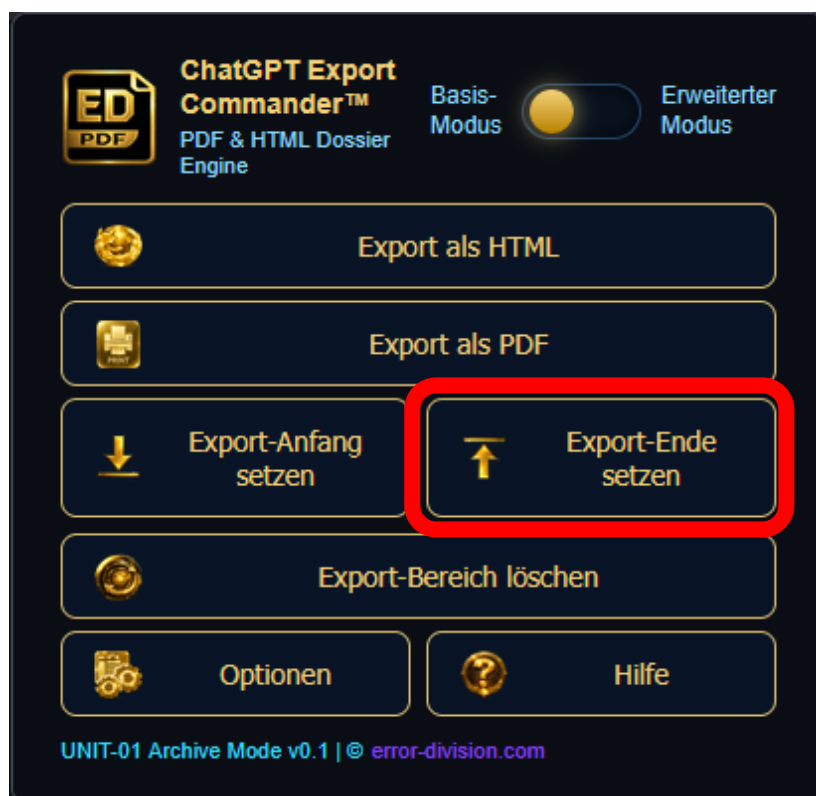 ED
PDF
ChatGPT Export
Commander™
PDF & HTML Dossier
Engine
Basis-
Modus
Erweiterter
Modus
Export als HTML
PRINT
Export als PDF
Export-Anfang
setzen
Export-Ende
setzen
Export-Bereich löschen
Optionen
Hilfe
UNIT-01 Archive Mode v0.1 | © error-division.com